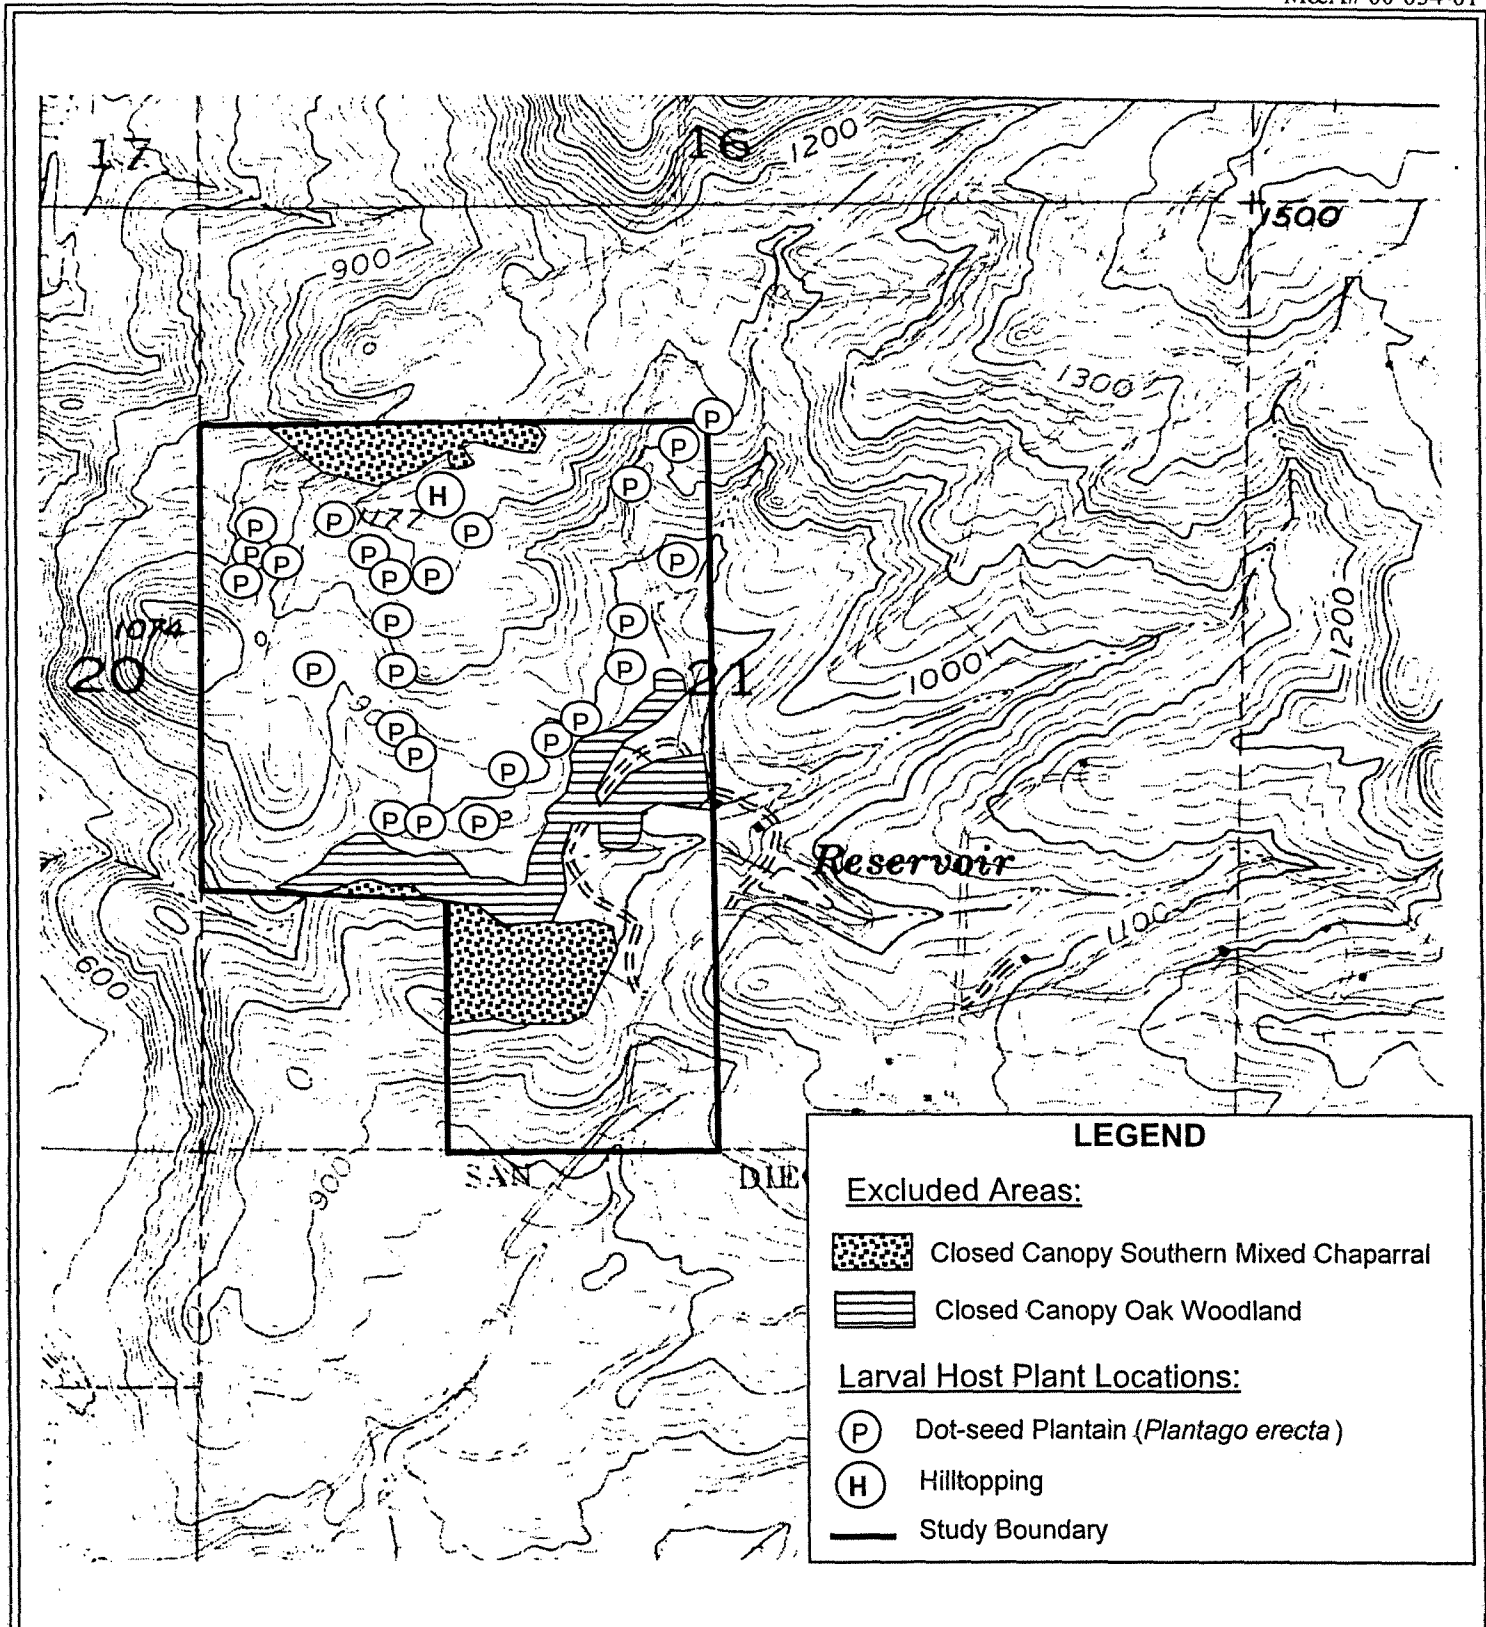 17
16
1200
1500
900
1300
P
P
P
H
P
P
1177
P
P
P
P
P
P
P
P
P
P
P
1074
1200
20
P
P
P
21
1000
P
P
P
P
P
P
P
P
Reservoir
1100
600
SAN
900
LEGEND
Excluded Areas:
Closed Canopy Southern Mixed Chaparral
Closed Canopy Oak Woodland
Larval Host Plant Locations:
P Dot-seed Plantain (Plantago erecta)
H Hilltopping
Study Boundary